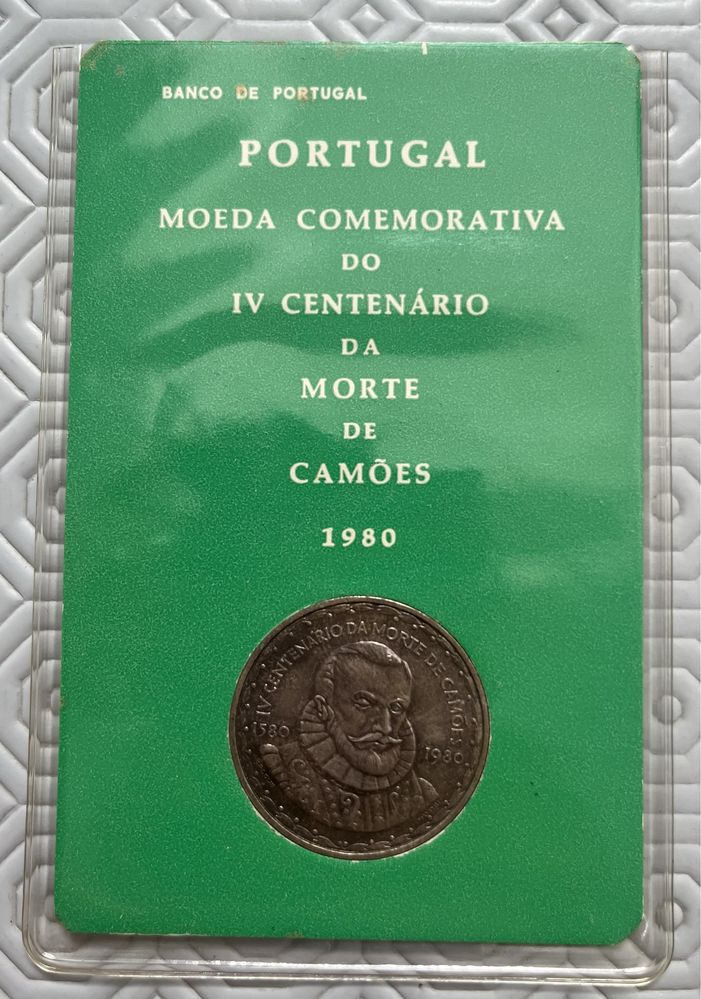 BANCO DE PORTUGAL
PORTUGAL
MOEDA COMEMORATIVA
DO
IV CENTENÁRIO
DA
MORTE
DE
CAMÕES
1980
IV CENTENÁRIO DA MORTE DE CAMÕES
1580
1980